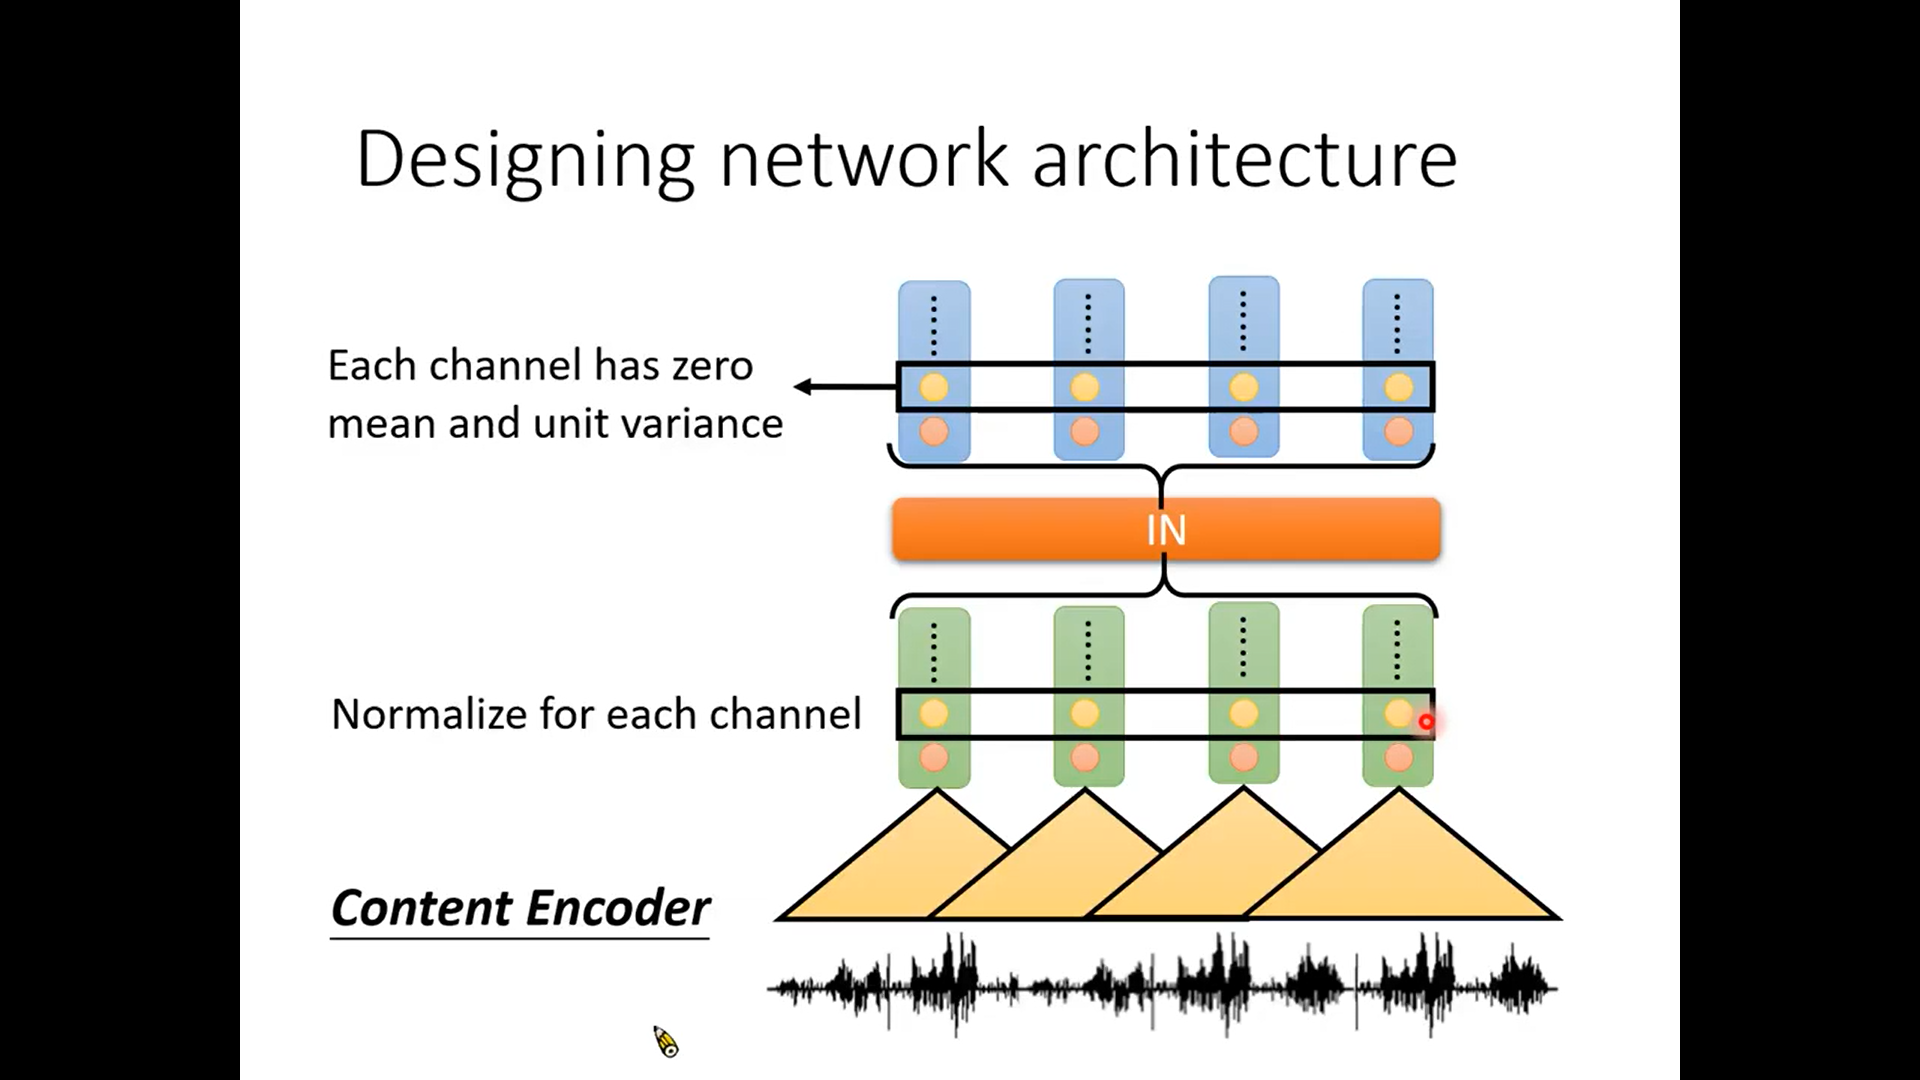 Designing network architecture
Each channel has zero
mean and unit variance
IN
Normalize for each channel
Content Encoder